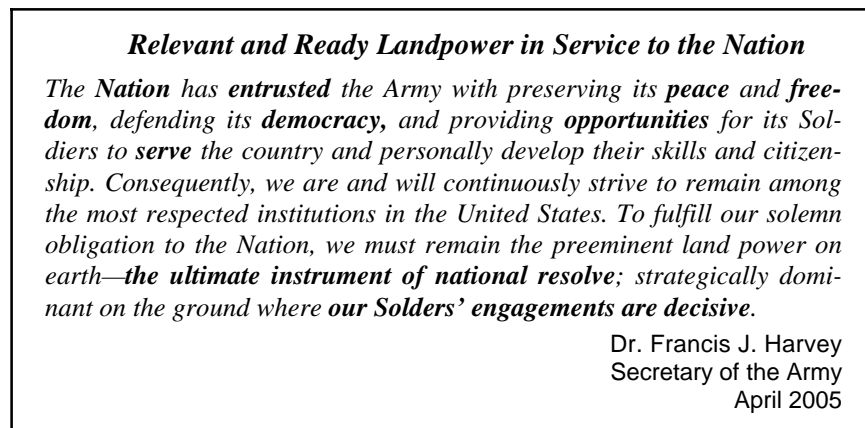 Relevant and Ready Landpower in Service to the Nation
The Nation has entrusted the Army with preserving its peace and free-
dom, defending its democracy, and providing opportunities for its Sol-
diers to serve the country and personally develop their skills and citizen-
ship. Consequently, we are and will continuously strive to remain among
the most respected institutions in the United States. To fulfill our solemn
obligation to the Nation, we must remain the preeminent land power on
earth—the ultimate instrument of national resolve; strategically domi-
nant on the ground where our Solders’ engagements are decisive.
Dr. Francis J. Harvey
Secretary of the Army
April 2005